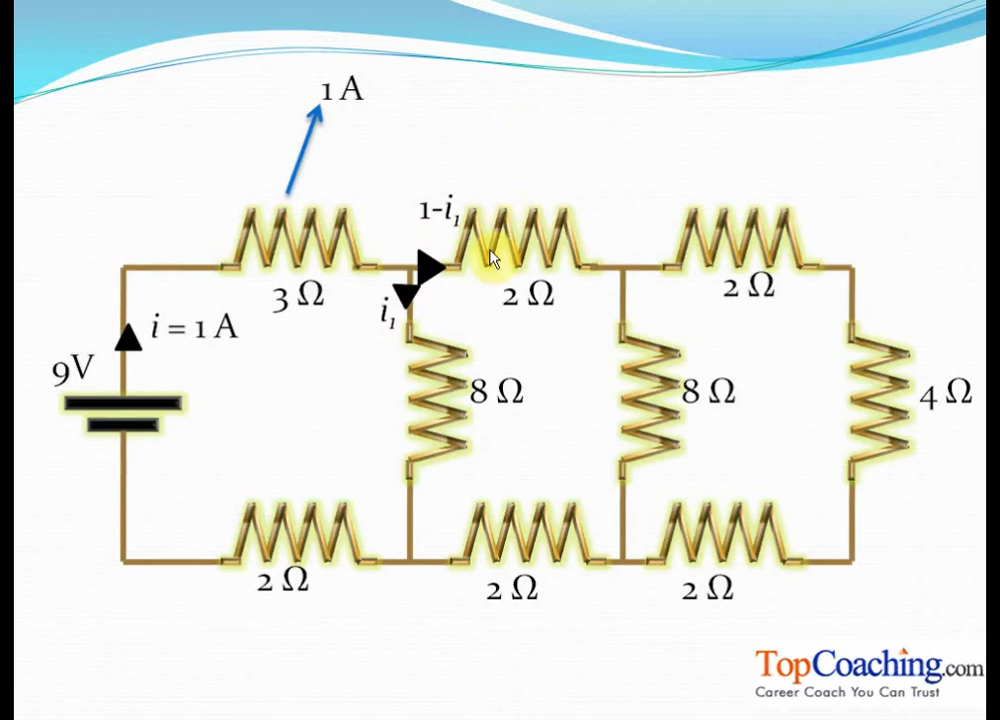 1 A
1-i₁
3 Ω
2 Ω
2 Ω
i₁
i = 1 A
9V
8 Ω
8 Ω
4 Ω
2 Ω
2 Ω
2 Ω
TopCoaching.com
Career Coach You Can Trust